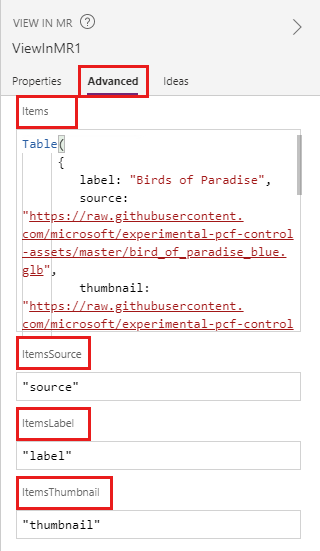 VIEW IN MR ?
ViewInMR1
Properties Advanced Ideas
Items
Table(
{
label: "Birds of Paradise",
source:
"https://raw.githubusercontent.
com/microsoft/experimental-pcf-control
-assets/master/bird_of_paradise_blue.
glb",
thumbnail:
"https://raw.githubusercontent.
com/microsoft/experimental-pcf-control
ItemsSource
"source"
ItemsLabel
"label"
ItemsThumbnail
"thumbnail"